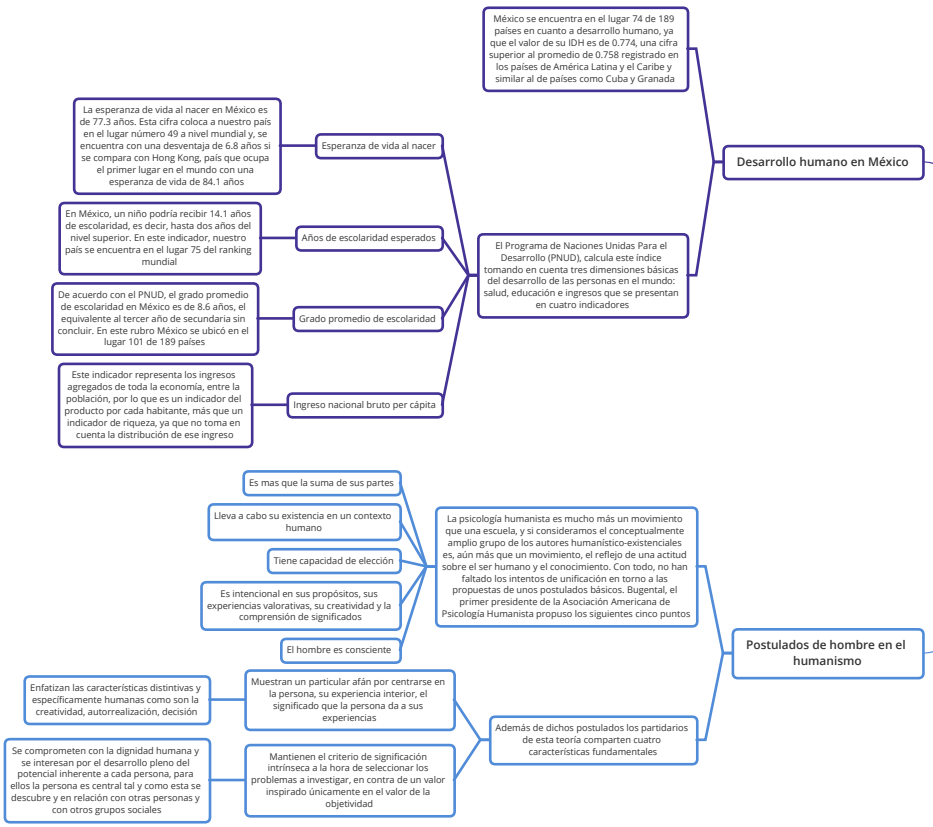 México se encuentra en el lugar 74 de 189
países en cuanto a desarrollo humano, ya
que el valor de su IDH es de 0.774, una cifra
superior al promedio de 0.758 registrado en
los países de América Latina y el Caribe y
similar al de países como Cuba y Granada
Desarrollo humano en México
La esperanza de vida al nacer en México es
de 77.3 años. Esta cifra coloca a nuestro país
en el lugar número 49 a nivel mundial y, se
encuentra con una desventaja de 6.8 años si
se compara con Hong Kong, país que ocupa
el primer lugar en el mundo con una
esperanza de vida de 84.1 años
Esperanza de vida al nacer
En México, un niño podría recibir 14.1 años
de escolaridad, es decir, hasta dos años del
nivel superior. En este indicador, nuestro
país se encuentra en el lugar 75 del ranking
mundial
Años de escolaridad esperados
El Programa de Naciones Unidas Para el
Desarrollo (PNUD), calcula este índice
tomando en cuenta tres dimensiones básicas
del desarrollo de las personas en el mundo:
salud, educación e ingresos que se presentan
en cuatro indicadores
De acuerdo con el PNUD, el grado promedio
de escolaridad en México es de 8.6 años, el
equivalente al tercer año de secundaria sin
concluir. En este rubro México se ubicó en el
lugar 101 de 189 países
Grado promedio de escolaridad
Este indicador representa los ingresos
agregados de toda la economía, entre la
población, por lo que es un indicador del
producto por cada habitante, más que un
indicador de riqueza, ya que no toma en
cuenta la distribución de ese ingreso
Ingreso nacional bruto per cápita
Es mas que la suma de sus partes
Lleva a cabo su existencia en un contexto
humano
Tiene capacidad de elección
Es intencional en sus propósitos, sus
experiencias valorativas, su creatividad y la
comprensión de significados
El hombre es consciente
La psicología humanista es mucho más un movimiento
que una escuela, y si consideramos el conceptualmente
amplio grupo de los autores humanístico-existenciales
es, aún más que un movimiento, el reflejo de una actitud
sobre el ser humano y el conocimiento. Con todo, no han
faltado los intentos de unificación en torno a las
propuestas de unos postulados básicos. Bugental, el
primer presidente de la Asociación Americana de
Psicología Humanista propuso los siguientes cinco puntos
Postulados de hombre en el
humanismo
Enfatizan las características distintivas y
específicamente humanas como son la
creatividad, autorrealización, decisión
Muestran un particular afán por centrarse en
la persona, su experiencia interior, el
significado que la persona da a sus
experiencias
Además de dichos postulados los partidarios
de esta teoría comparten cuatro
características fundamentales
Se comprometen con la dignidad humana y
se interesan por el desarrollo pleno del
potencial inherente a cada persona, para
ellos la persona es central tal y como esta se
descubre y en relación con otras personas y
con otros grupos sociales
Mantienen el criterio de significación
intrínseca a la hora de seleccionar los
problemas a investigar, en contra de un valor
inspirado únicamente en el valor de la
objetividad